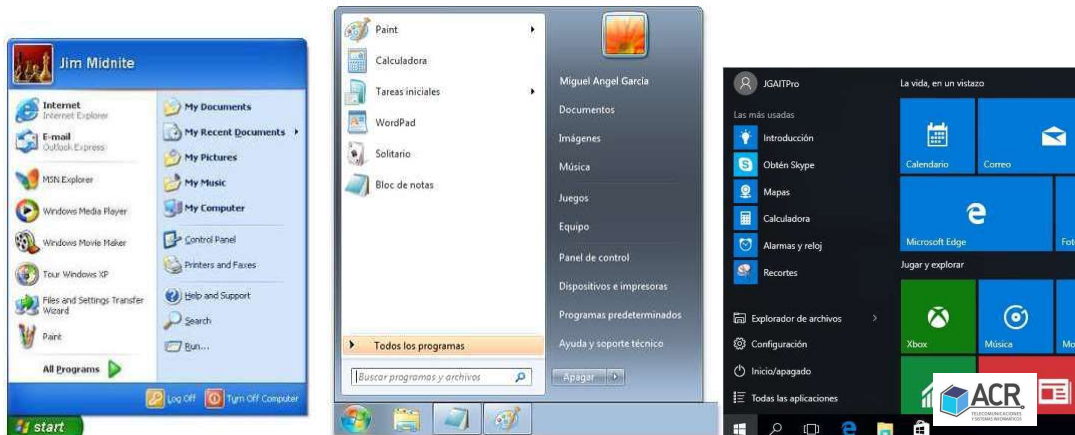 Jim Midnite
Internet
Internet Explorer
E-mail
Outlook Express
MSN Explorer
Windows Media Player
Windows Movie Maker
Tour Windows XP
Files and Settings Transfer
Wizard
Paint
All Programs
My Documents
My Recent Documents
My Pictures
My Music
My Computer
Control Panel
Printers and Faxes
Help and Support
Search
Run...
Log Off
Turn Off Computer
start
Paint
Calculadora
Tareas iniciales
WordPad
Solitario
Bloc de notas
Todos los programas
Buscar programas y archivos
Miguel Angel García
Documentos
Imágenes
Música
Juegos
Equipo
Panel de control
Dispositivos e impresoras
Programas predeterminados
Ayuda y soporte técnico
Apagar
JGAITPro
Las más usadas
Introducción
Obtén Skype
Mapas
Calculadora
Alarmas y reloj
Recortes
Explorador de archivos
Configuración
Inicio/apagado
Todas las aplicaciones
La vida, en un vistazo
Calendario
Correo
Microsoft Edge
Fot
Jugar y explorar
Xbox
Música
Mo
ACR
TELECOMUNICACIONES
Y SISTEMAS INFORMÁTICOS